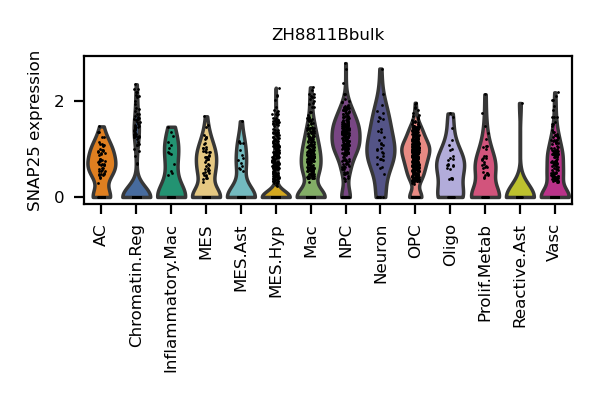 ZH8811Bbulk
SNAP25 expression
2
0
AC
Chromatin.Reg
Inflammatory.Mac
MES
MES.Ast
MES.Hyp
Mac
NPC
Neuron
OPC
Oligo
Prolif.Metab
Reactive.Ast
Vasc